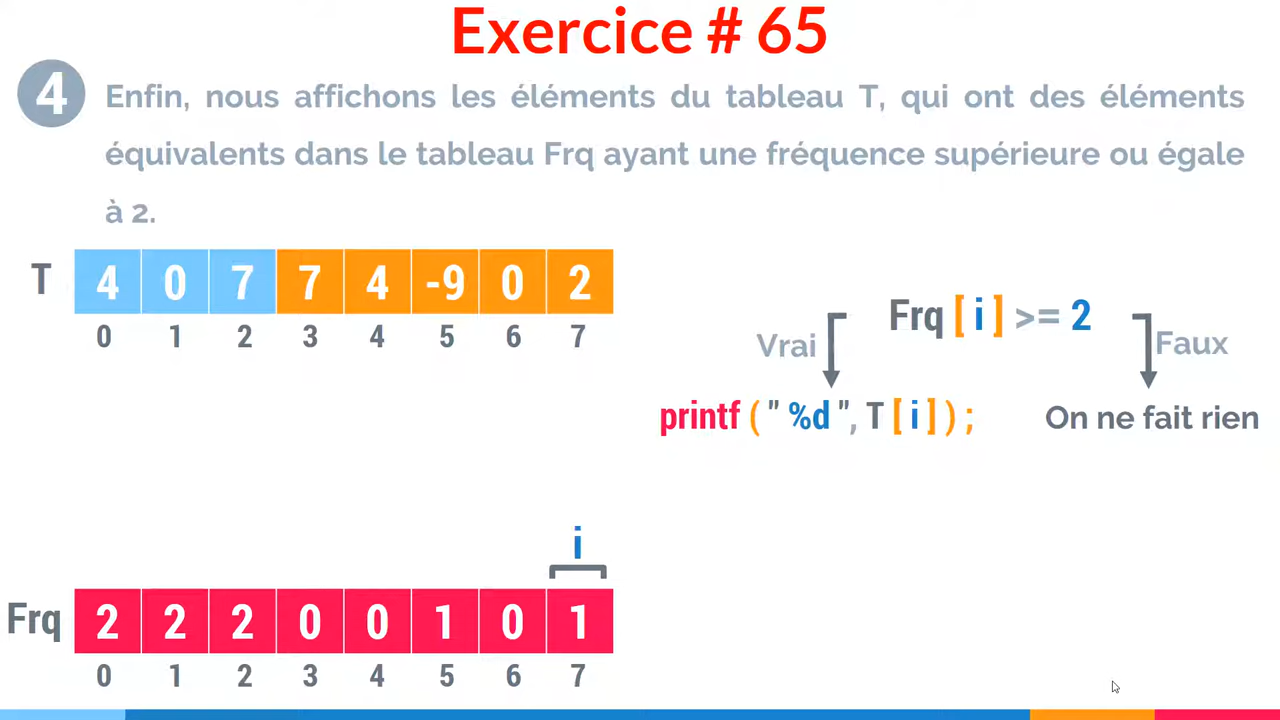 Exercice # 65
4
Enfin, nous affichons les éléments du tableau T, qui ont des éléments
équivalents dans le tableau Frq ayant une fréquence supérieure ou égale
à 2.
T 4 0 7 7 4 -9 0 2
0 1 2 3 4 5 6 7
Frq [ i ] >= 2
Vrai Faux
printf ( " %d ", T [ i ] ) ;
On ne fait rien
i
Frq 2 2 2 0 0 1 0 1
0 1 2 3 4 5 6 7